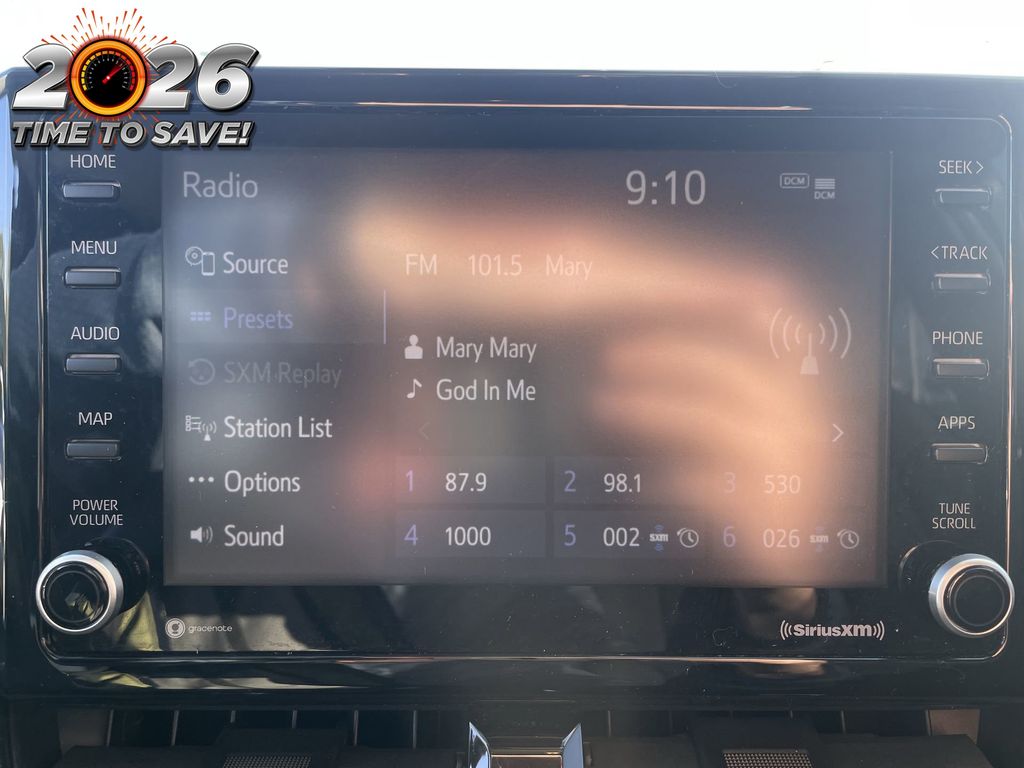 2026
TIME TO SAVE!
HOME
MENU
AUDIO
MAP
POWER
VOLUME
Radio
9:10
DCM
DCM
Source
Presets
SXM Replay
Station List
Options
Sound
FM 101.5 Mary
Mary Mary
God In Me
1 87.9
2 98.1
3 530
4 1000
5 002 sxm
6 026 sxm
SEEK >
< TRACK
PHONE
APPS
TUNE
SCROLL
gracenote
((SiriusXM))